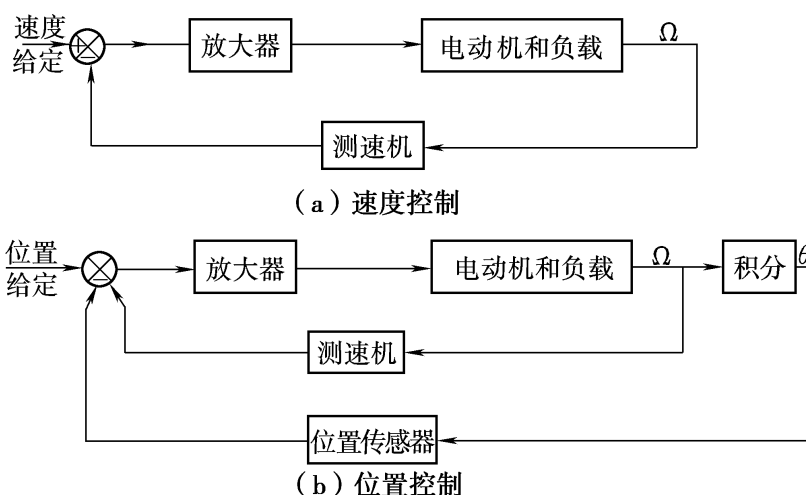 速度
给定
放大器
电动机和负载
Ω
测速机
（a）速度控制
位置
给定
放大器
电动机和负载
Ω
积分
θ
测速机
位置传感器
（b）位置控制